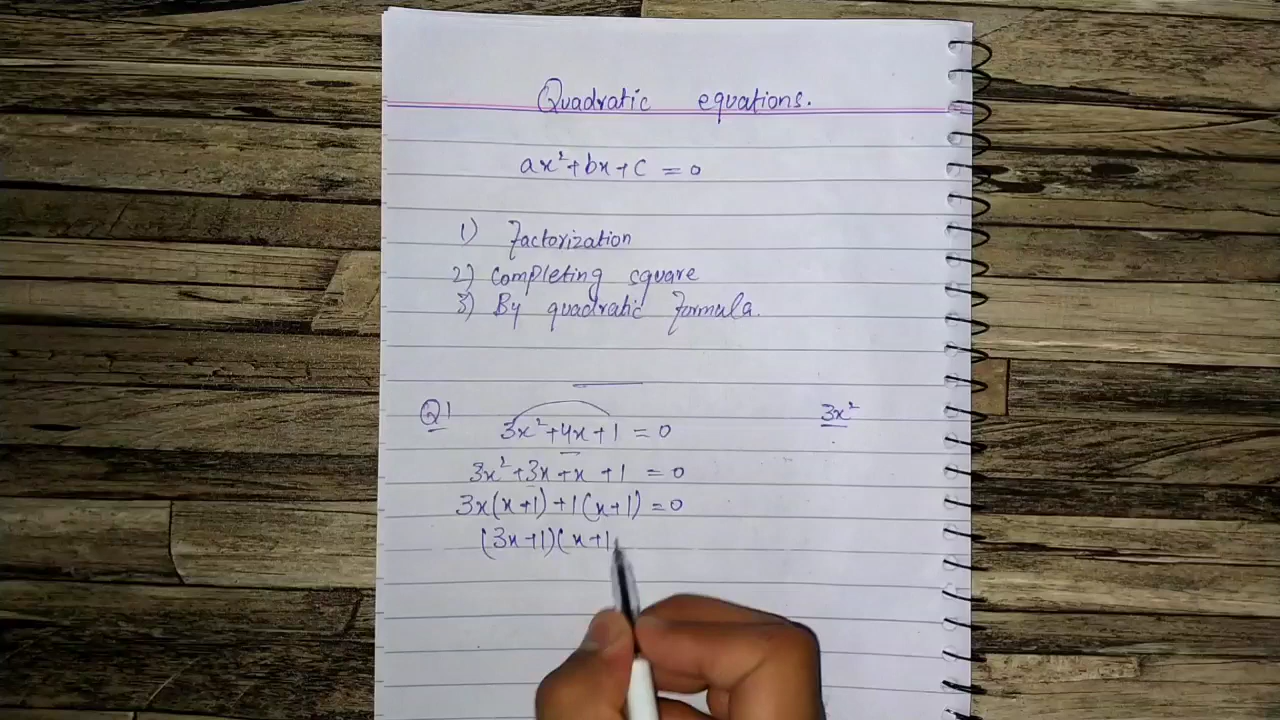 Quadratic equations.
ax²+bx+c = 0
1) Factorization
2) Completing square
3) By quadratic formula.
Q1
3x²+4x+1 = 0
3x²
3x²+3x+x+1 = 0
3x(x+1)+1(x+1) = 0
(3x+1)(x+1